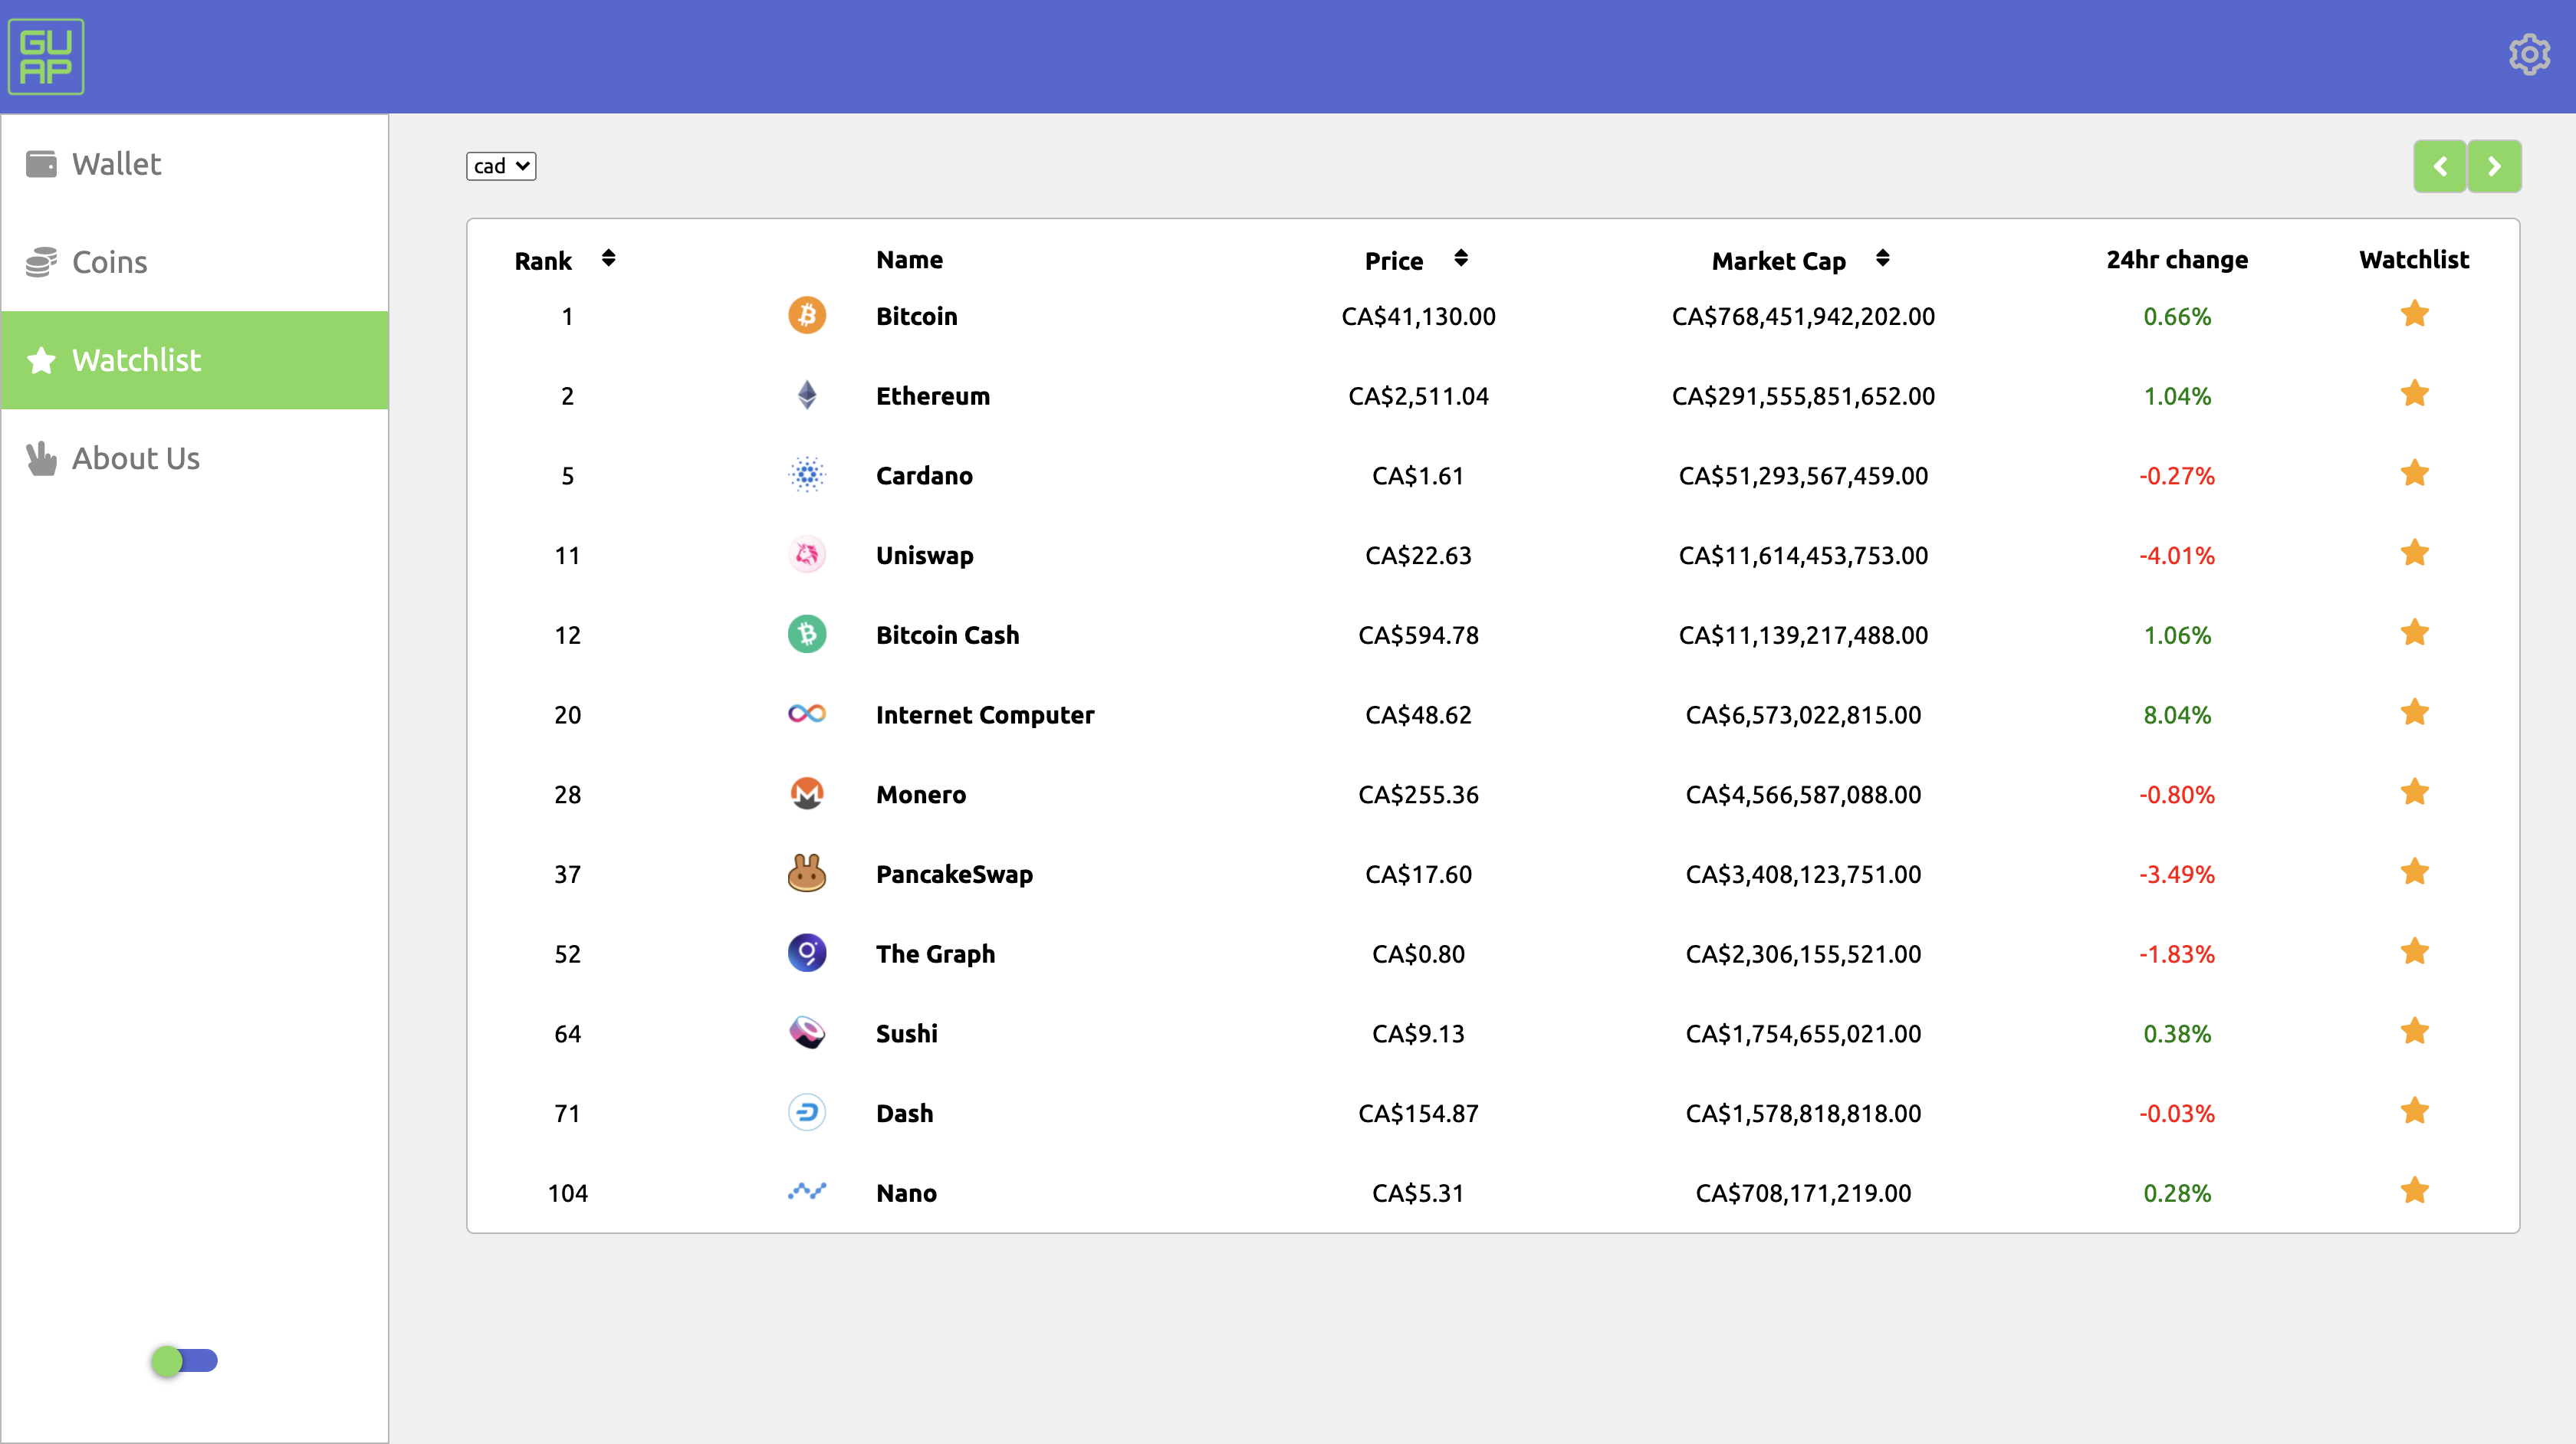 GU
AP
Wallet
Coins
Watchlist
About Us
cad
Rank Name Price Market Cap 24hr change Watchlist
1 Bitcoin CA$41,130.00 CA$768,451,942,202.00 0.66%
2 Ethereum CA$2,511.04 CA$291,555,851,652.00 1.04%
5 Cardano CA$1.61 CA$51,293,567,459.00 -0.27%
11 Uniswap CA$22.63 CA$11,614,453,753.00 -4.01%
12 Bitcoin Cash CA$594.78 CA$11,139,217,488.00 1.06%
20 Internet Computer CA$48.62 CA$6,573,022,815.00 8.04%
28 Monero CA$255.36 CA$4,566,587,088.00 -0.80%
37 PancakeSwap CA$17.60 CA$3,408,123,751.00 -3.49%
52 The Graph CA$0.80 CA$2,306,155,521.00 -1.83%
64 Sushi CA$9.13 CA$1,754,655,021.00 0.38%
71 Dash CA$154.87 CA$1,578,818,818.00 -0.03%
104 Nano CA$5.31 CA$708,171,219.00 0.28%